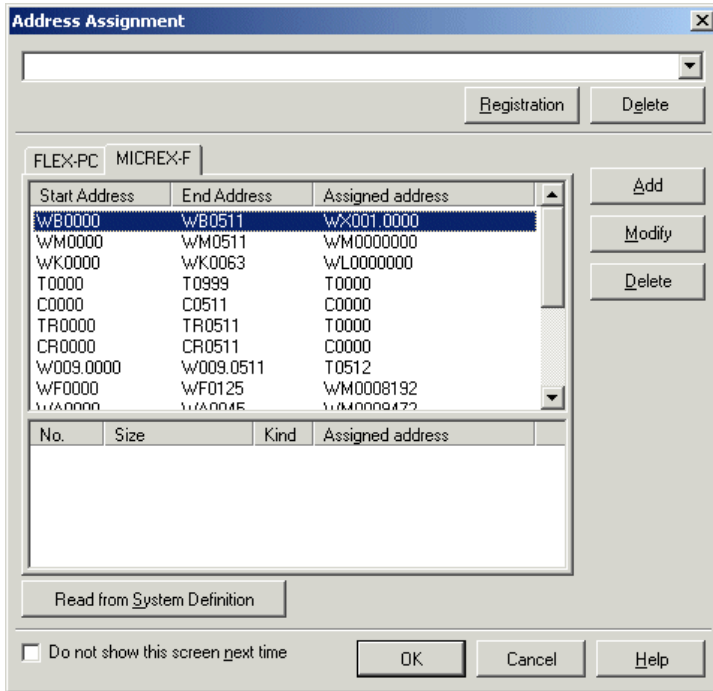 Address Assignment
Registration Delete
FLEX-PC MICREX-F
Start Address End Address Assigned address
WB0000 WB0511 WX001.0000
WM0000 WM0511 WM0000000
WK0000 WK0063 WL0000000
T0000 T0999 T0000
C0000 C0511 C0000
TR0000 TR0511 T0000
CR0000 CR0511 C0000
W009.0000 W009.0511 T0512
WF0000 WF0125 WM0008192
WA0000 WA0045 WM0009472
Add
Modify
Delete
No. Size Kind Assigned address
Read from System Definition
Do not show this screen next time
OK Cancel Help